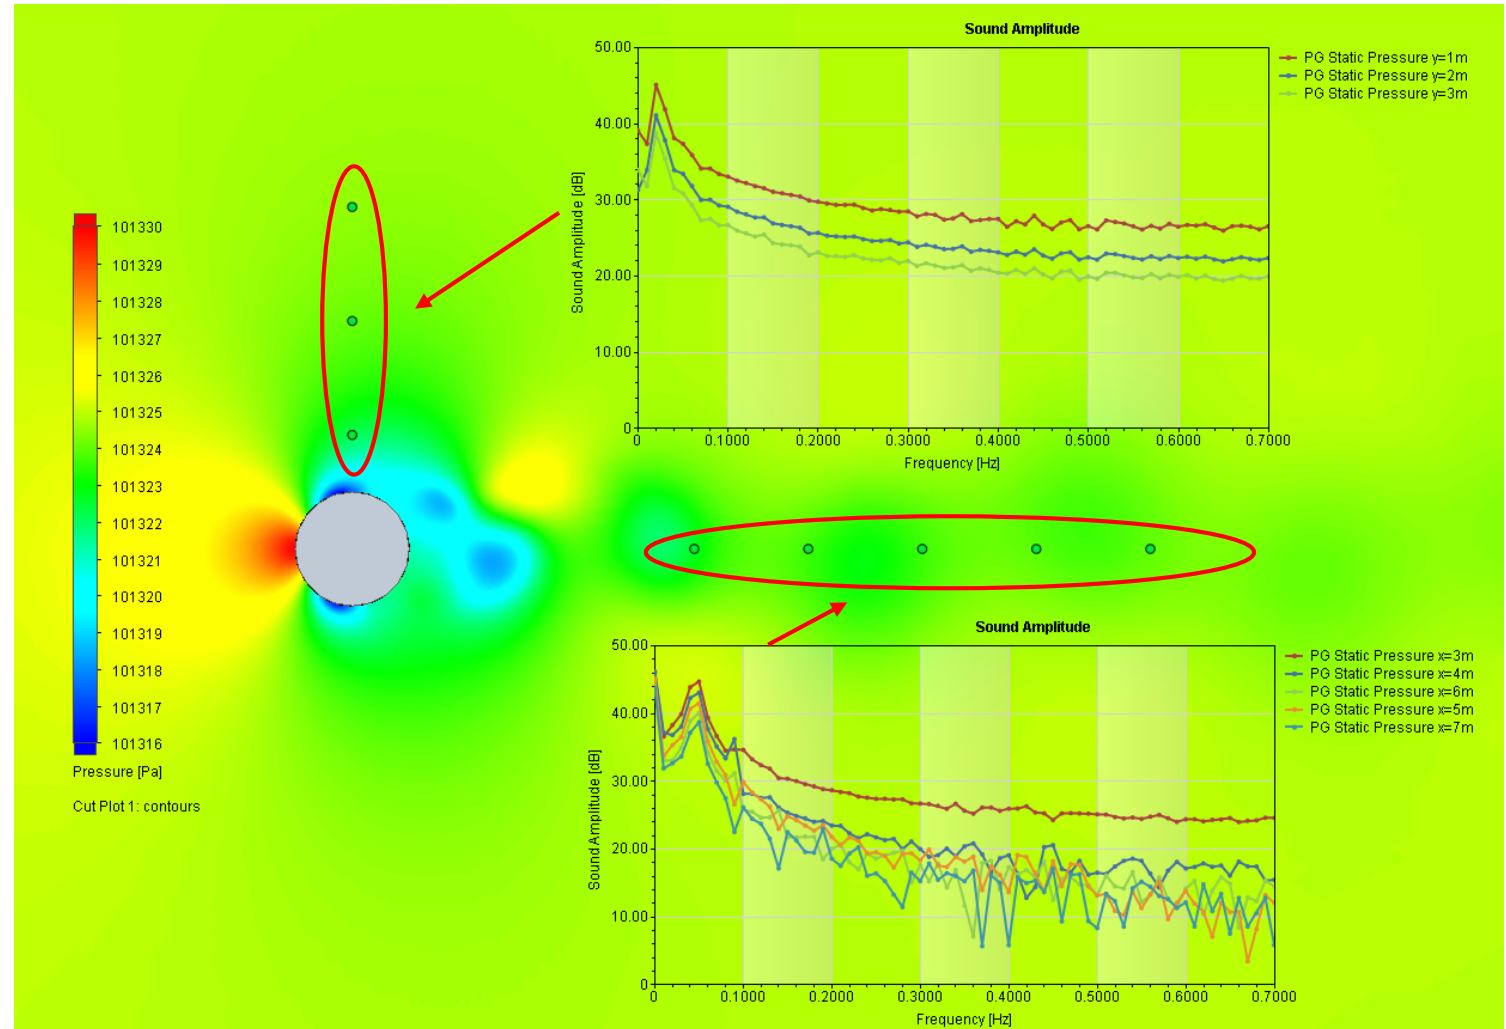 Sound Amplitude
50.00
40.00
30.00
20.00
10.00
0
Sound Amplitude [dB]
0 0.1000 0.2000 0.3000 0.4000 0.5000 0.6000 0.7000
Frequency [Hz]
PG Static Pressure y=1m
PG Static Pressure y=2m
PG Static Pressure y=3m
101330
101329
101328
101327
101326
101325
101324
101323
101322
101321
101320
101319
101318
101317
101316
Pressure [Pa]
Cut Plot 1: contours
Sound Amplitude
50.00
40.00
30.00
20.00
10.00
0
Sound Amplitude [dB]
0 0.1000 0.2000 0.3000 0.4000 0.5000 0.6000 0.7000
Frequency [Hz]
PG Static Pressure x=3m
PG Static Pressure x=4m
PG Static Pressure x=6m
PG Static Pressure x=5m
PG Static Pressure x=7m